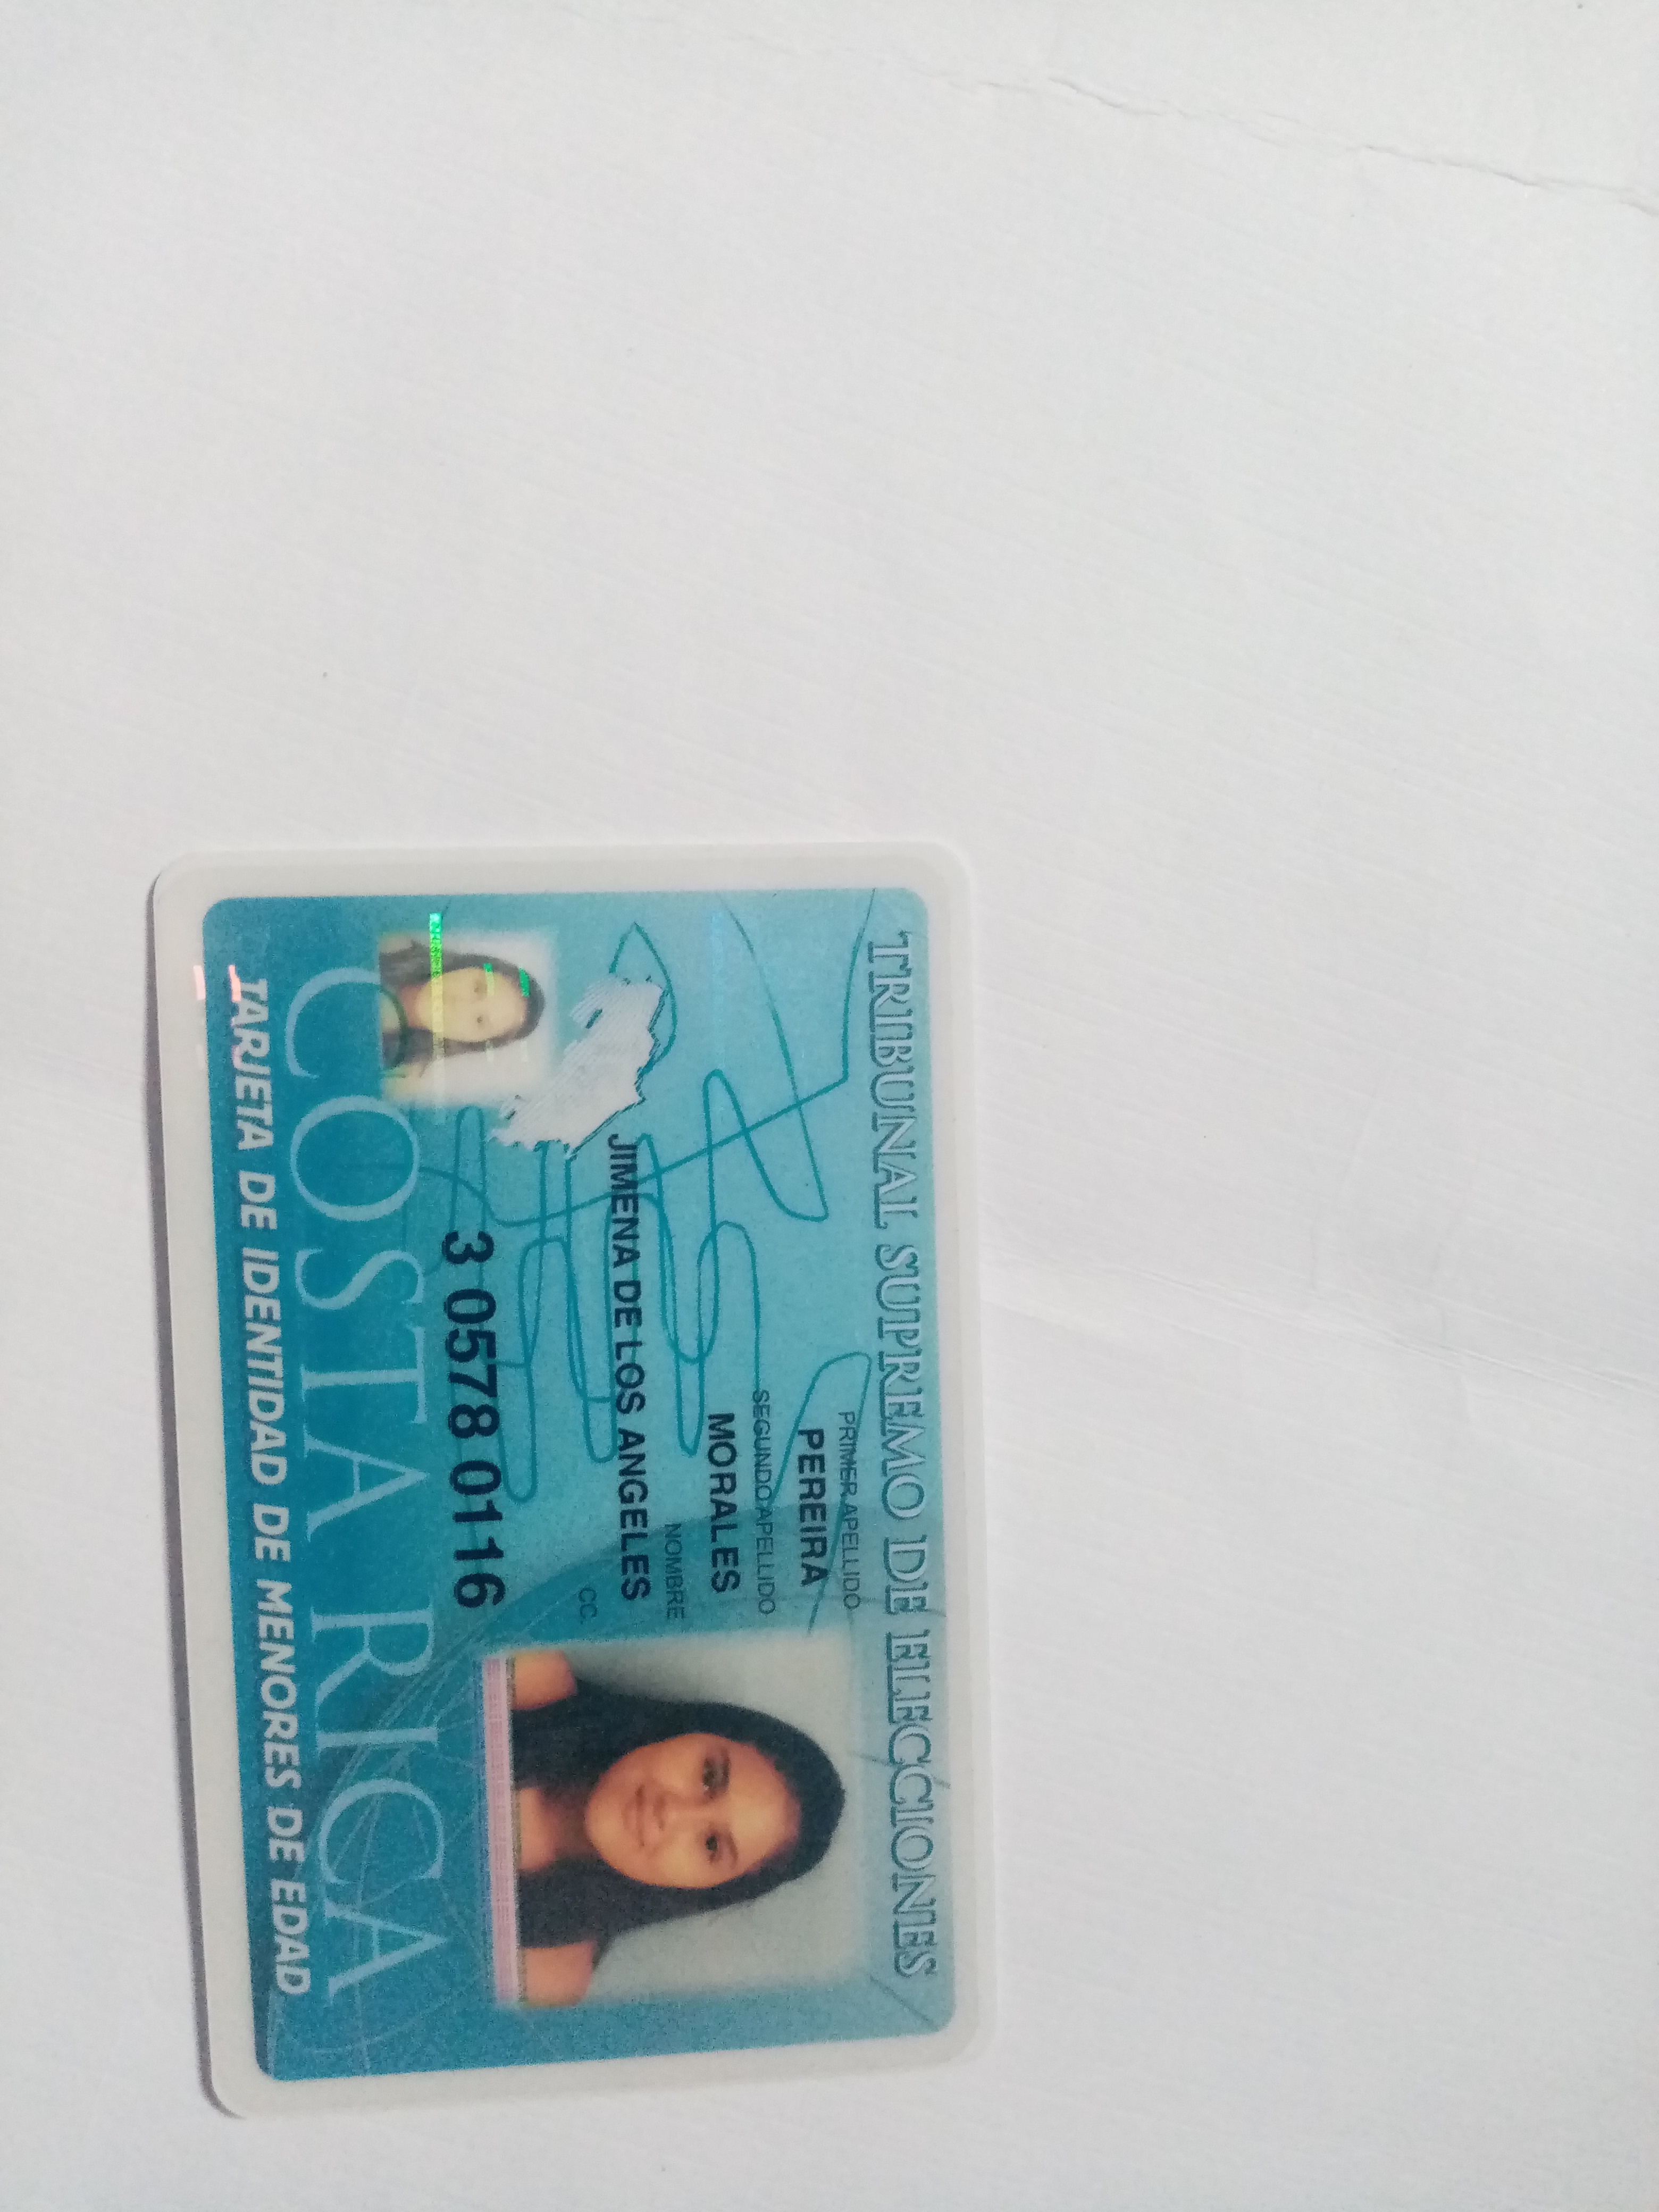 TRIBUNAL SUPREMO DE ELECCIONES
PRIMER APELLIDO
PEREIRA
SEGUNDO APELLIDO
MORALES
NOMBRE
JIMENA DE LOS ANGELES
CC.
3 0578 0116
COSTA RICA
TARJETA DE IDENTIDAD DE MENORES DE EDAD